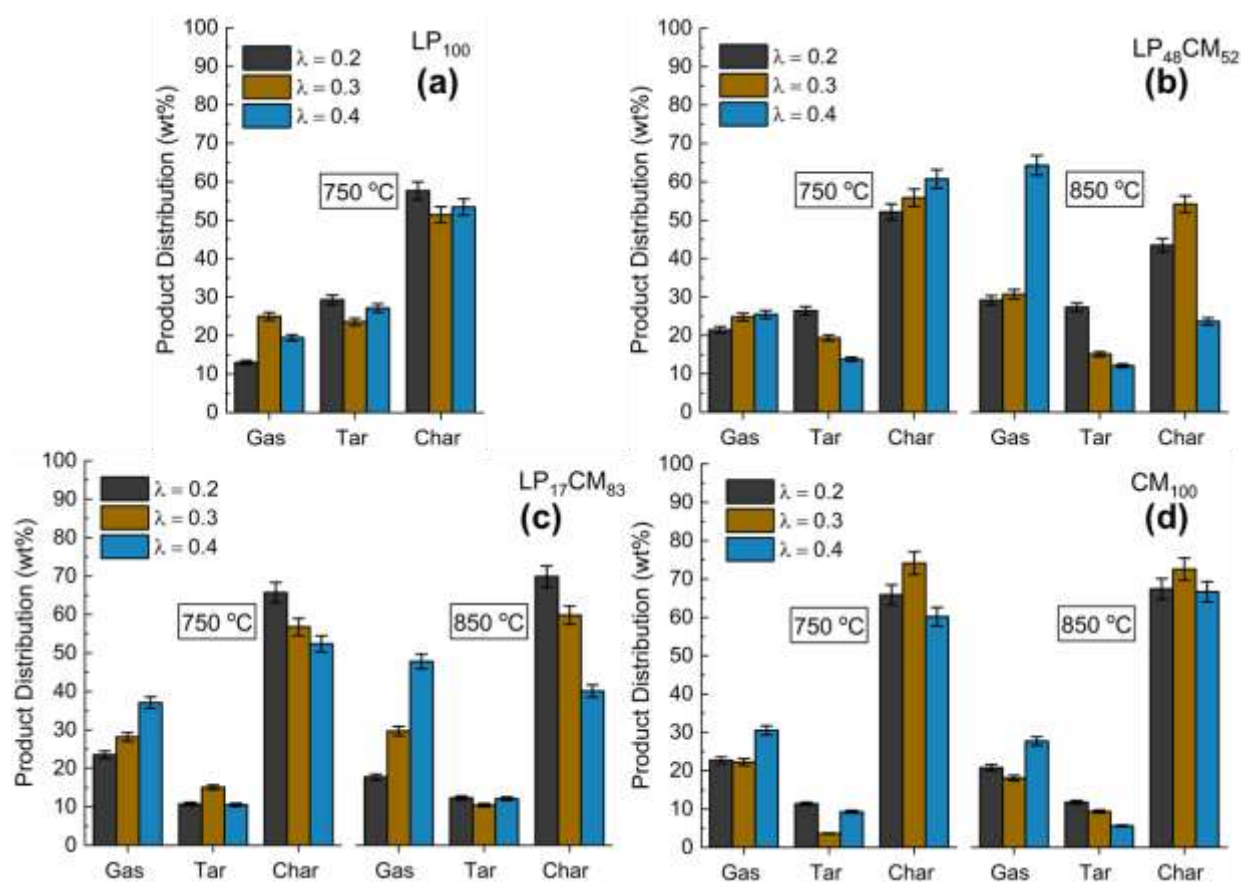 100
90
80
70
60
50
40
30
20
10
0
Product Distribution (wt%)
λ = 0.2
λ = 0.3
λ = 0.4
LP₁₀₀
(a)
750 °C
Gas Tar Char
100
90
80
70
60
50
40
30
20
10
0
Product Distribution (wt%)
λ = 0.2
λ = 0.3
λ = 0.4
LP₄₈CM₅₂
(b)
750 °C
850 °C
Gas Tar Char Gas Tar Char
100
90
80
70
60
50
40
30
20
10
0
Product Distribution (wt%)
λ = 0.2
λ = 0.3
λ = 0.4
LP₁₇CM₈₃
(c)
750 °C
850 °C
Gas Tar Char Gas Tar Char
100
90
80
70
60
50
40
30
20
10
0
Product Distribution (wt%)
λ = 0.2
λ = 0.3
λ = 0.4
CM₁₀₀
(d)
750 °C
850 °C
Gas Tar Char Gas Tar Char